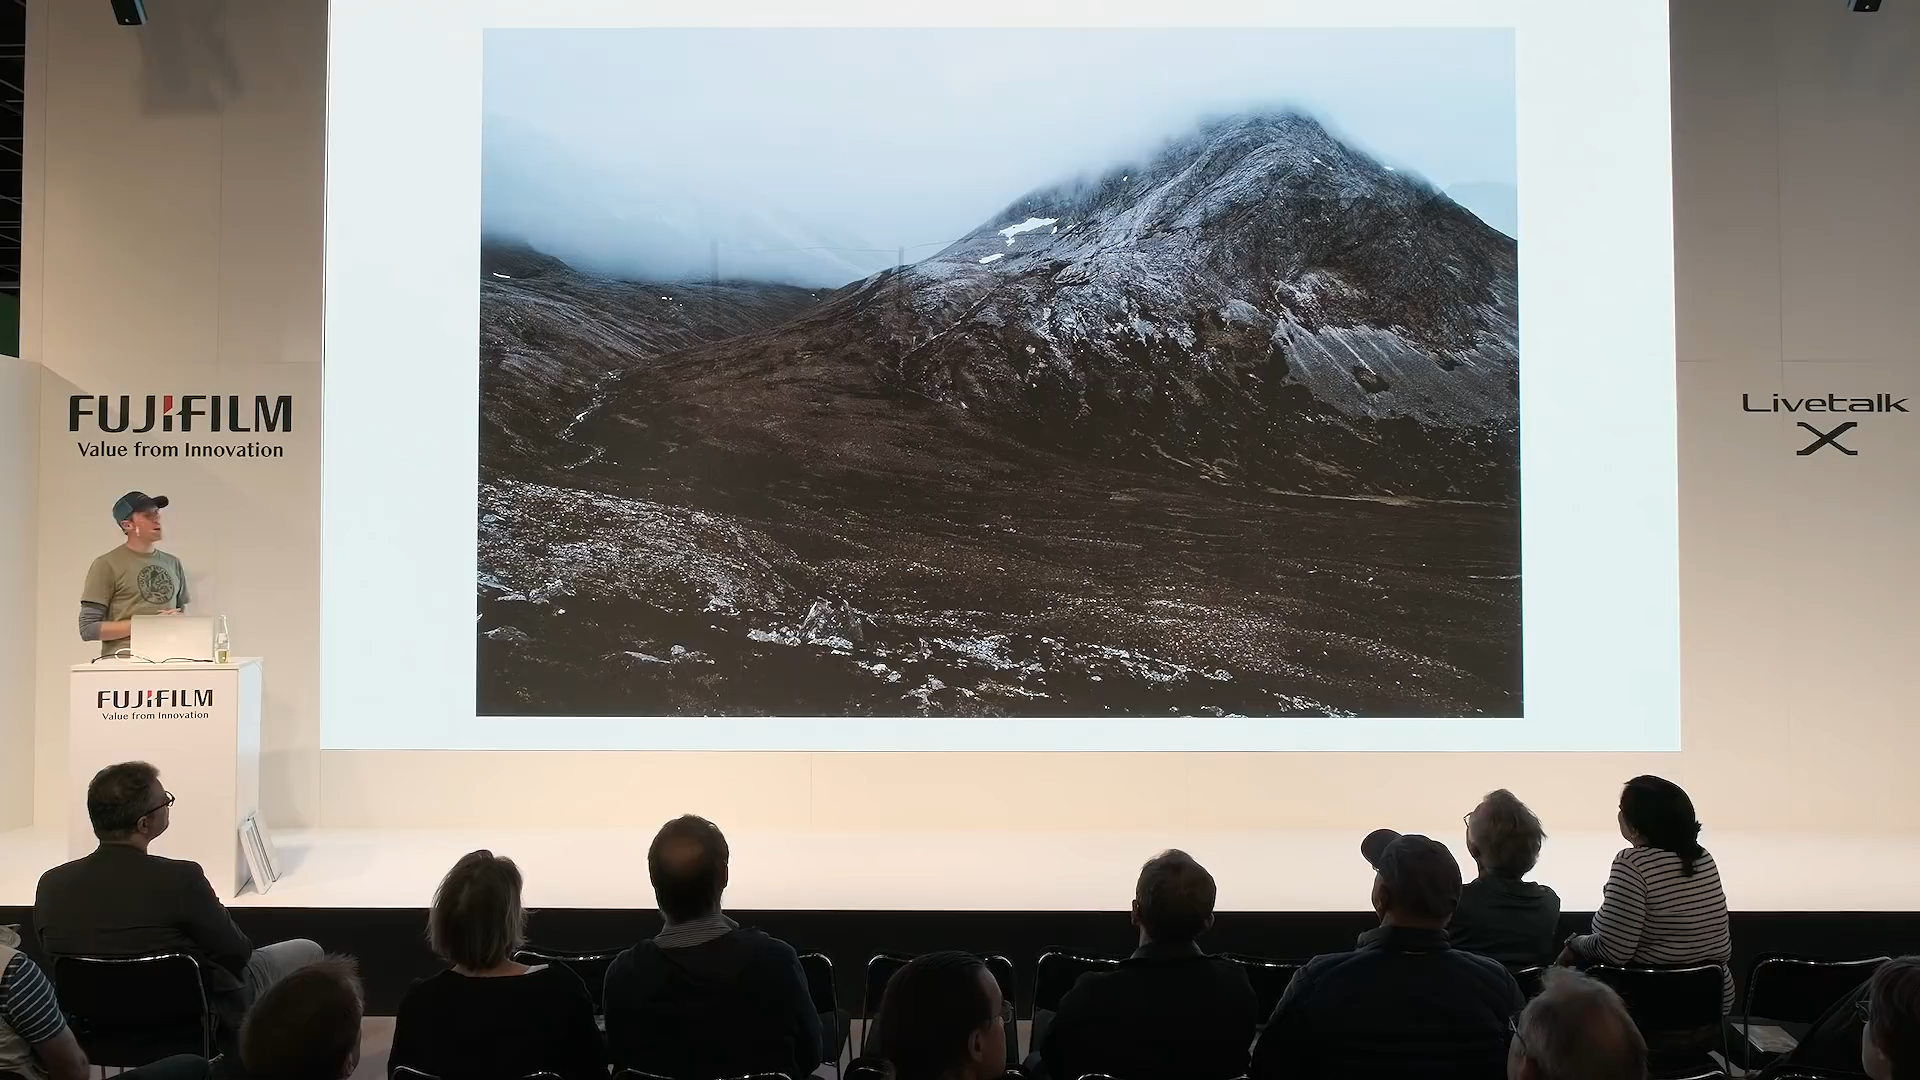 FUJIFILM
Value from Innovation
Livetalk
X
FUJIFILM
Value from Innovation